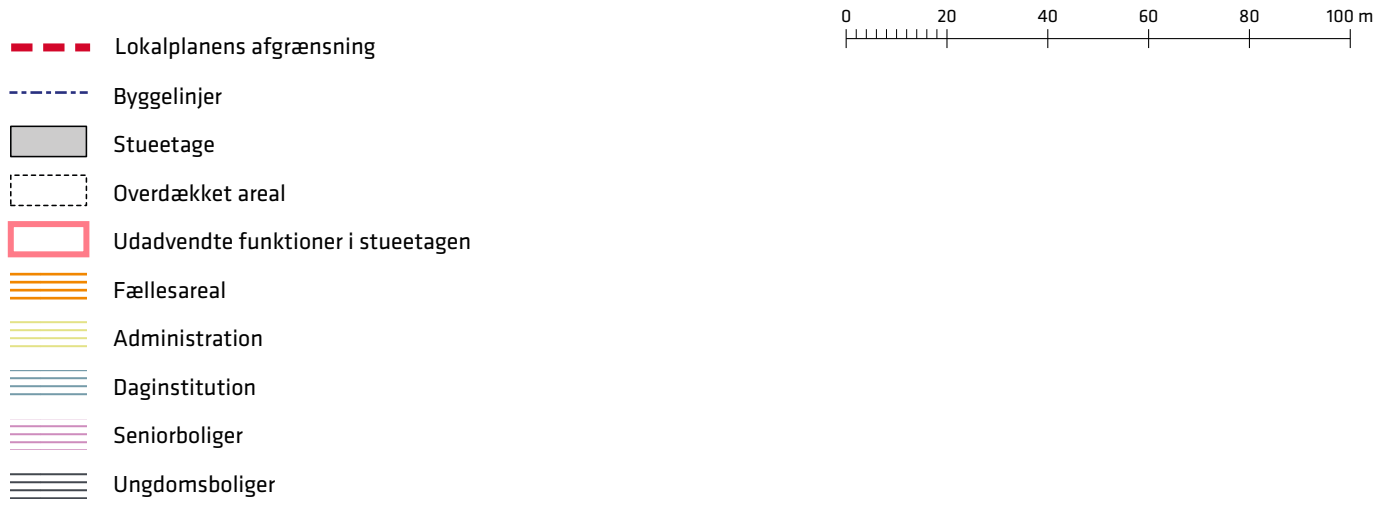 0 20 40 60 80 100 m
Lokalplanens afgrænsning
Byggelinjer
Stueetage
Overdækket areal
Udadvendte funktioner i stueetagen
Fællesareal
Administration
Daginstitution
Seniorboliger
Ungdomsboliger